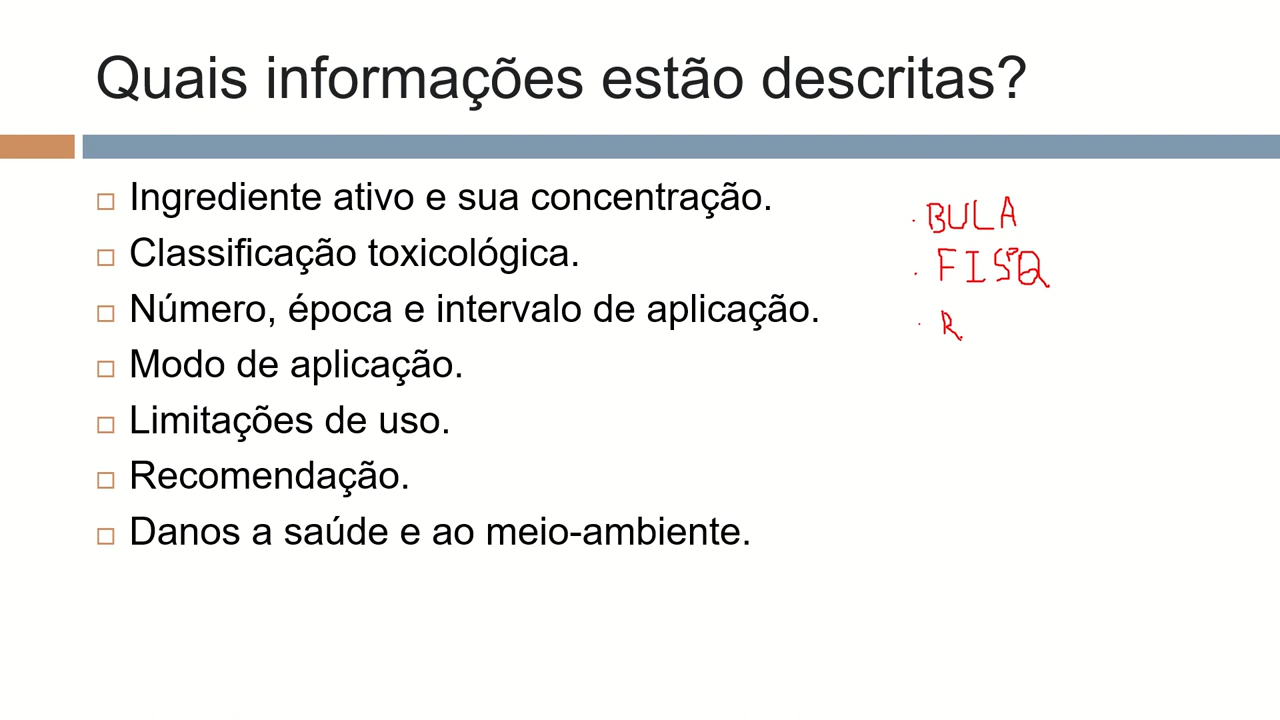 Quais informações estão descritas?
Ingrediente ativo e sua concentração.
Classificação toxicológica.
Número, época e intervalo de aplicação.
Modo de aplicação.
Limitações de uso.
Recomendação.
Danos a saúde e ao meio-ambiente.
· BULA
· FISPQ
· R